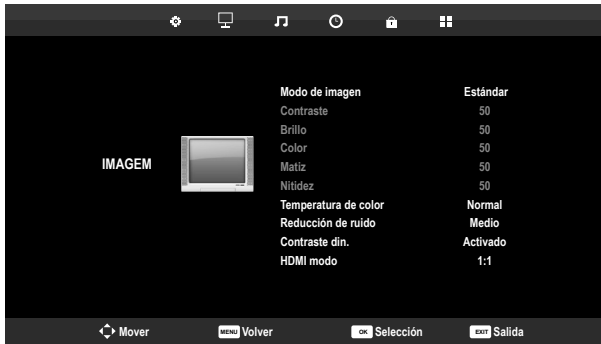 Modo de imagen Estándar
Contraste 50
Brillo 50
Color 50
IMAGEM
Matiz 50
Nitidez 50
Temperatura de color Normal
Reducción de ruido Medio
Contraste din. Activado
HDMI modo 1:1
Mover MENU Volver OK Selección EXIT Salida